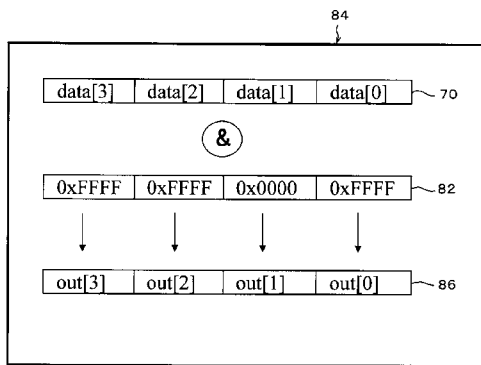 84
data[3] data[2] data[1] data[0] 70
&
0xFFFF 0xFFFF 0x0000 0xFFFF 82
out[3] out[2] out[1] out[0] 86